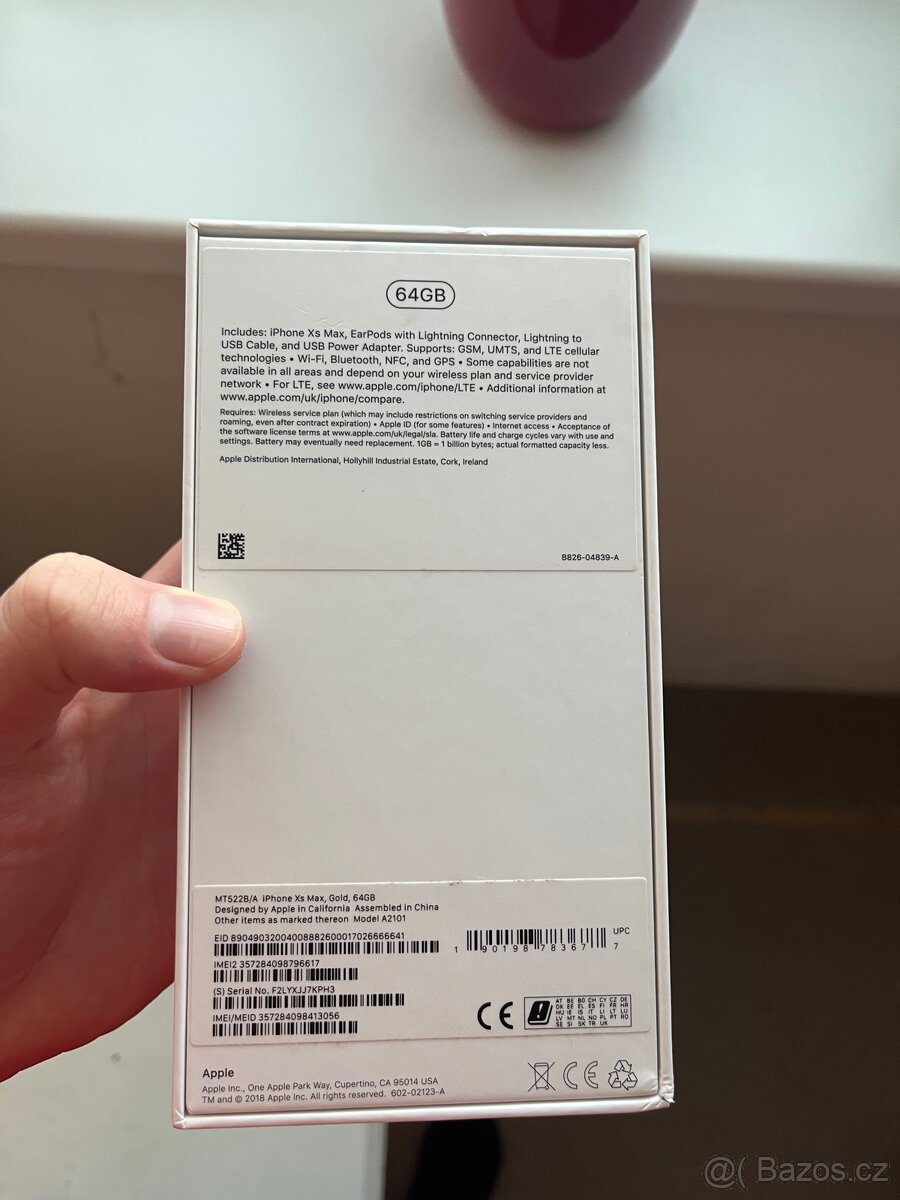 64GB
Includes: iPhone Xs Max, EarPods with Lightning Connector, Lightning to
USB Cable, and USB Power Adapter. Supports: GSM, UMTS, and LTE cellular
technologies • Wi-Fi, Bluetooth, NFC, and GPS • Some capabilities are not
available in all areas and depend on your wireless plan and service provider
network • For LTE, see www.apple.com/iphone/LTE • Additional information at
www.apple.com/uk/iphone/compare.
Requires: Wireless service plan (which may include restrictions on switching service providers and
roaming, even after contract expiration) • Apple ID (for some features) • Internet access • Acceptance of
the software license terms at www.apple.com/uk/legal/sla. Battery life and charge cycles vary with use and
settings. Battery may eventually need replacement. 1GB = 1 billion bytes; actual formatted capacity less.
Apple Distribution International, Hollyhill Industrial Estate, Cork, Ireland
B826-04839-A
MT522B/A iPhone Xs Max, Gold, 64GB
Designed by Apple in California Assembled in China
Other items as marked thereon Model A2101
EID 89049032004008882600017026666641
UPC
1 90198 78367 7
IMEI2 357284098796617
(S) Serial No. F2LYXJJ7KPH3
IMEI/MEID 357284098413056
CE
AT BE BG CH CY CZ DE
DK EE EL ES FI FR HR
HU IE IS IT LI LT LU
LV MT NL NO PL PT RO
SE SI SK TR UK
Apple
Apple Inc., One Apple Park Way, Cupertino, CA 95014 USA
TM and © 2018 Apple Inc. All rights reserved. 602-02123-A
CE
@( Bazos.cz